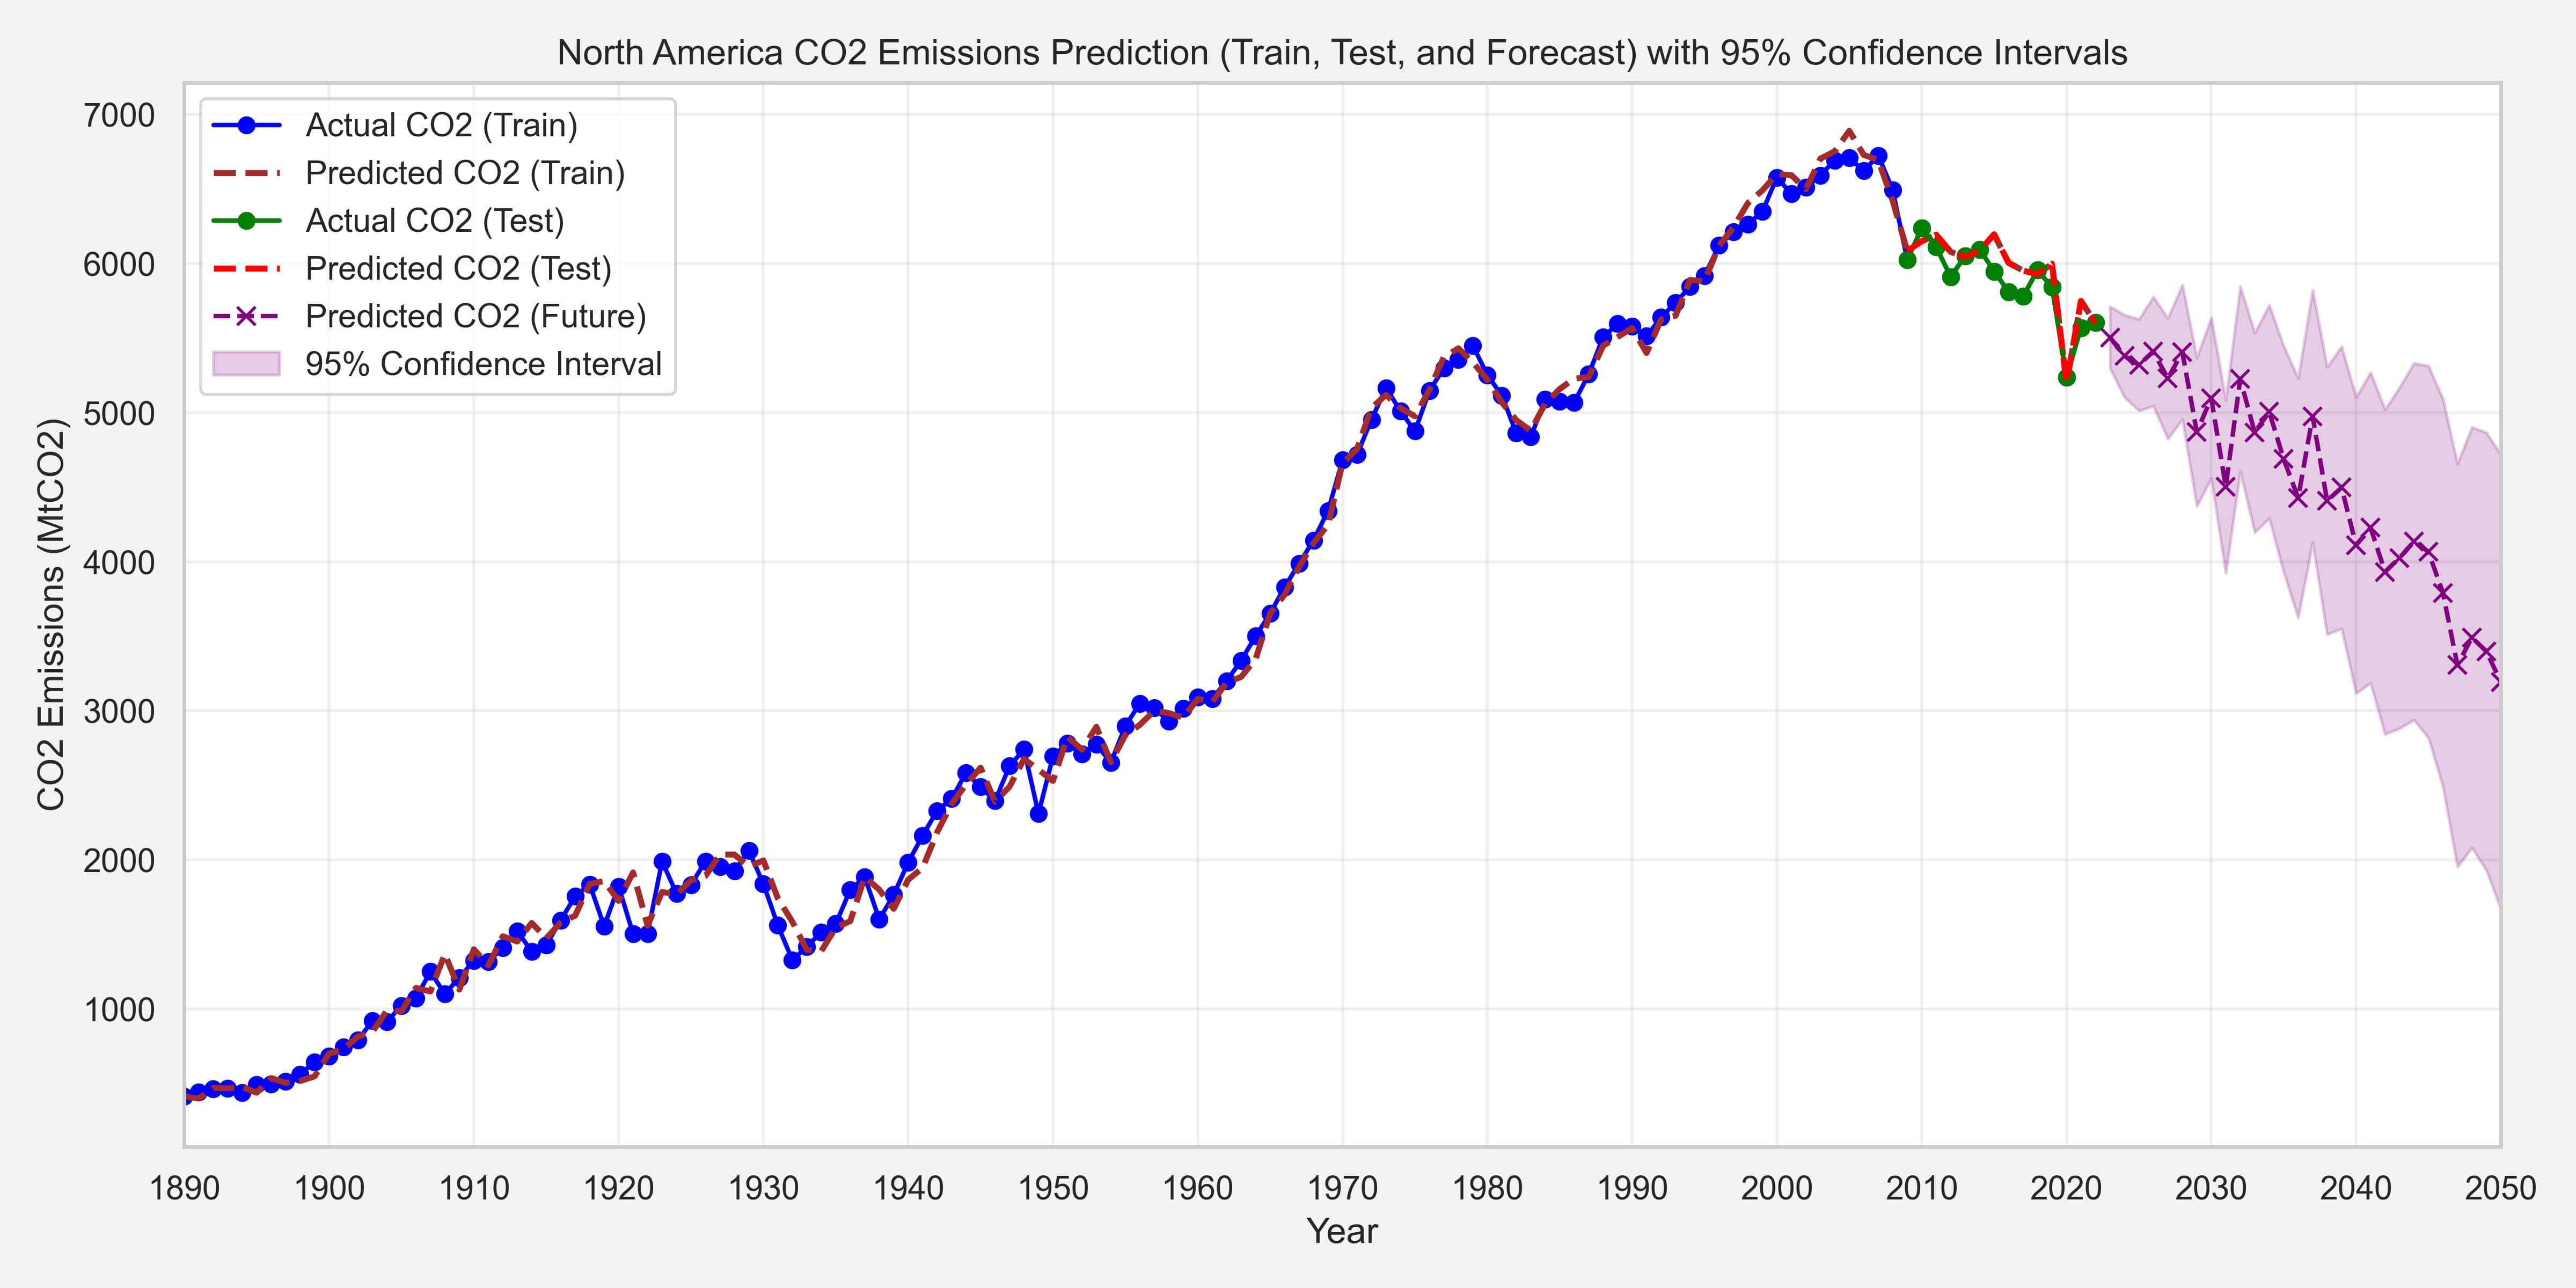 North America CO2 Emissions Prediction (Train, Test, and Forecast) with 95% Confidence Intervals
Actual CO2 (Train)
Predicted CO2 (Train)
Actual CO2 (Test)
Predicted CO2 (Test)
Predicted CO2 (Future)
95% Confidence Interval
CO2 Emissions (MtCO2)
7000
6000
5000
4000
3000
2000
1000
1890 1900 1910 1920 1930 1940 1950 1960 1970 1980 1990 2000 2010 2020 2030 2040 2050
Year